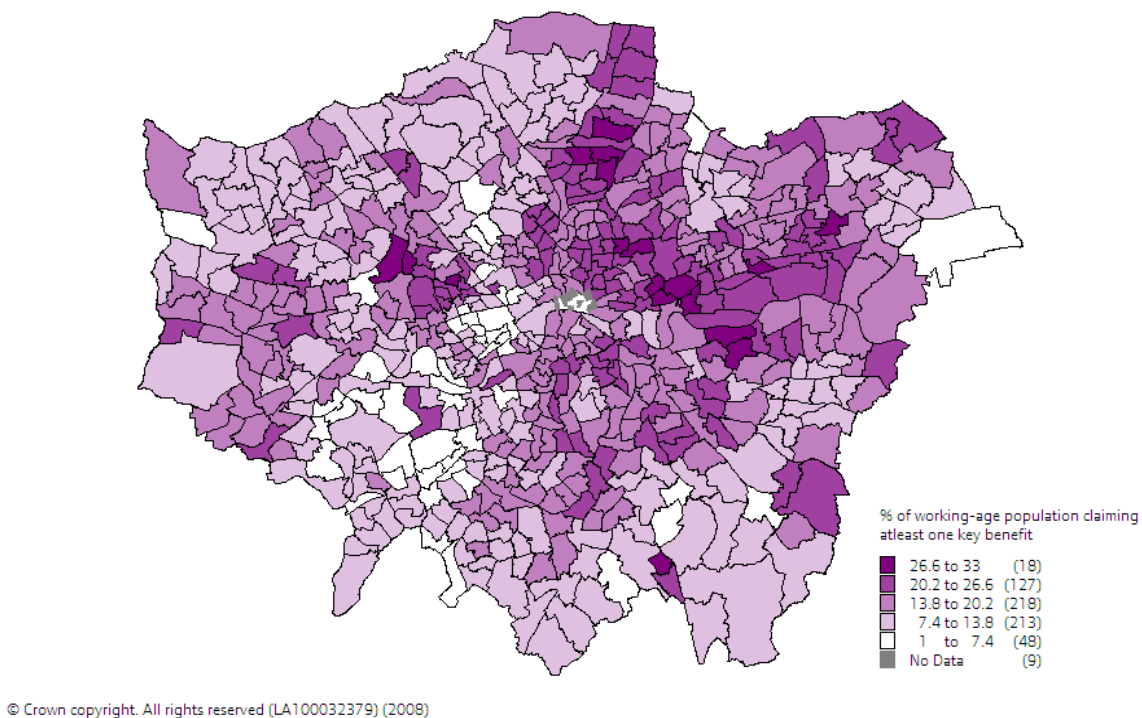 % of working-age population claiming
atleast one key benefit
26.6 to 33 (18)
20.2 to 26.6 (127)
13.8 to 20.2 (218)
7.4 to 13.8 (213)
1 to 7.4 (48)
No Data (9)
© Crown copyright. All rights reserved (LA100032379) (2008)